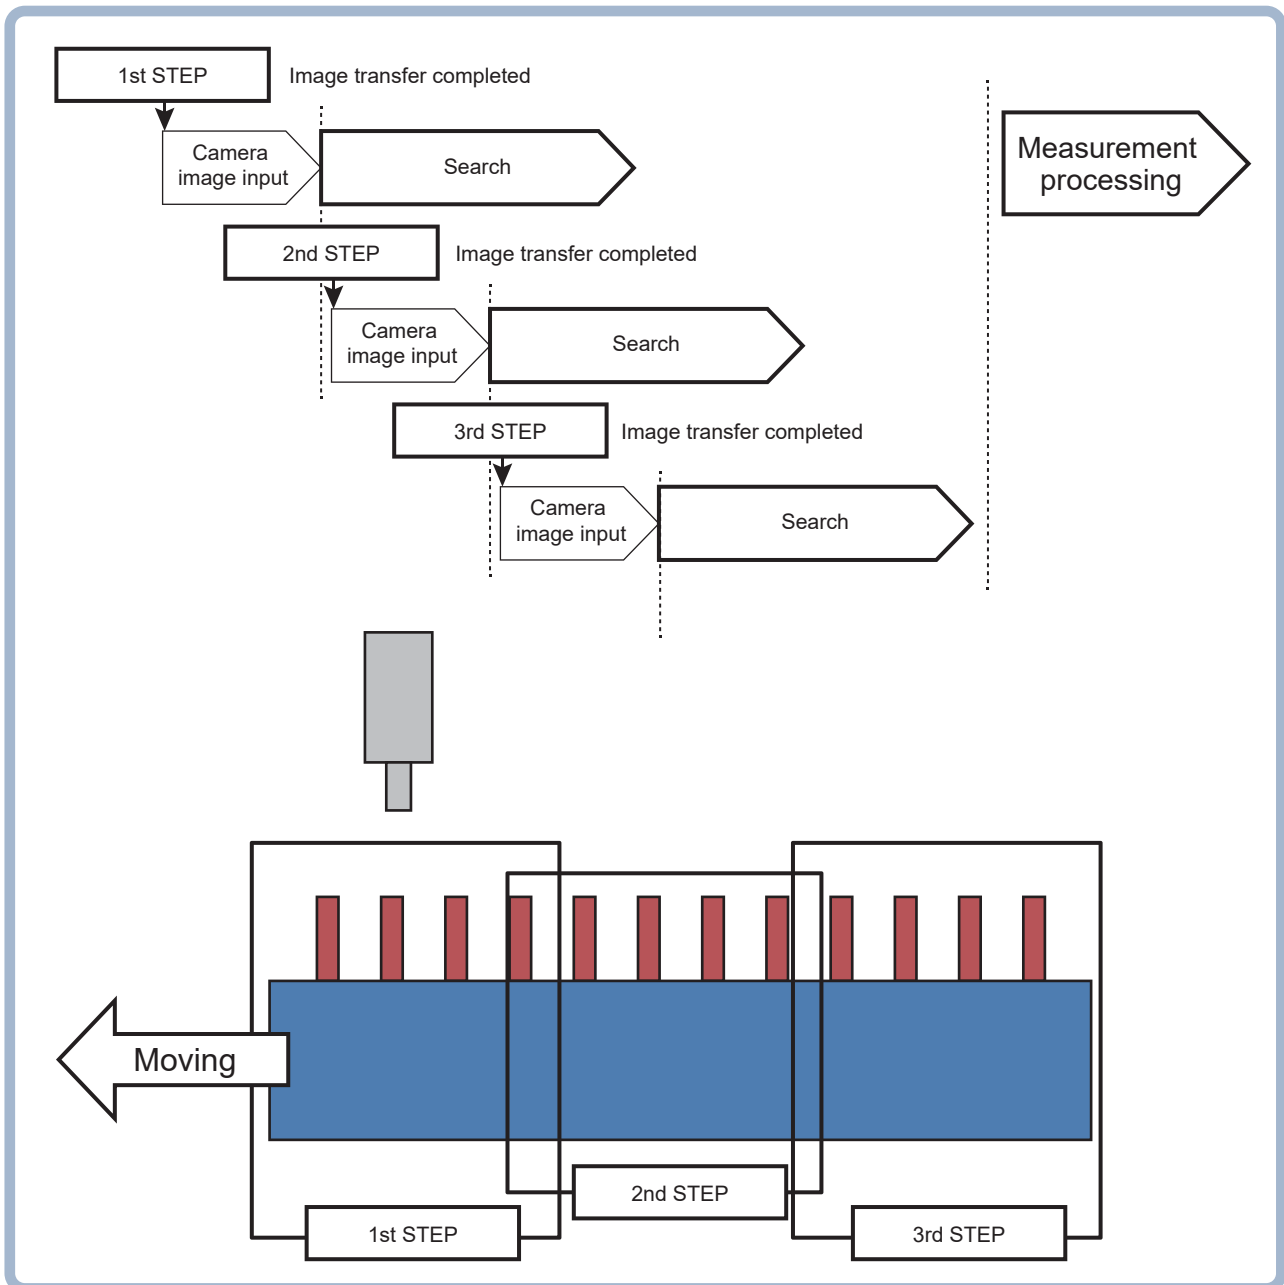 1st STEP
Image transfer completed
Camera
image input
Search
Measurement
processing
2nd STEP
Image transfer completed
Camera
image input
Search
3rd STEP
Image transfer completed
Camera
image input
Search
Moving
2nd STEP
1st STEP
3rd STEP